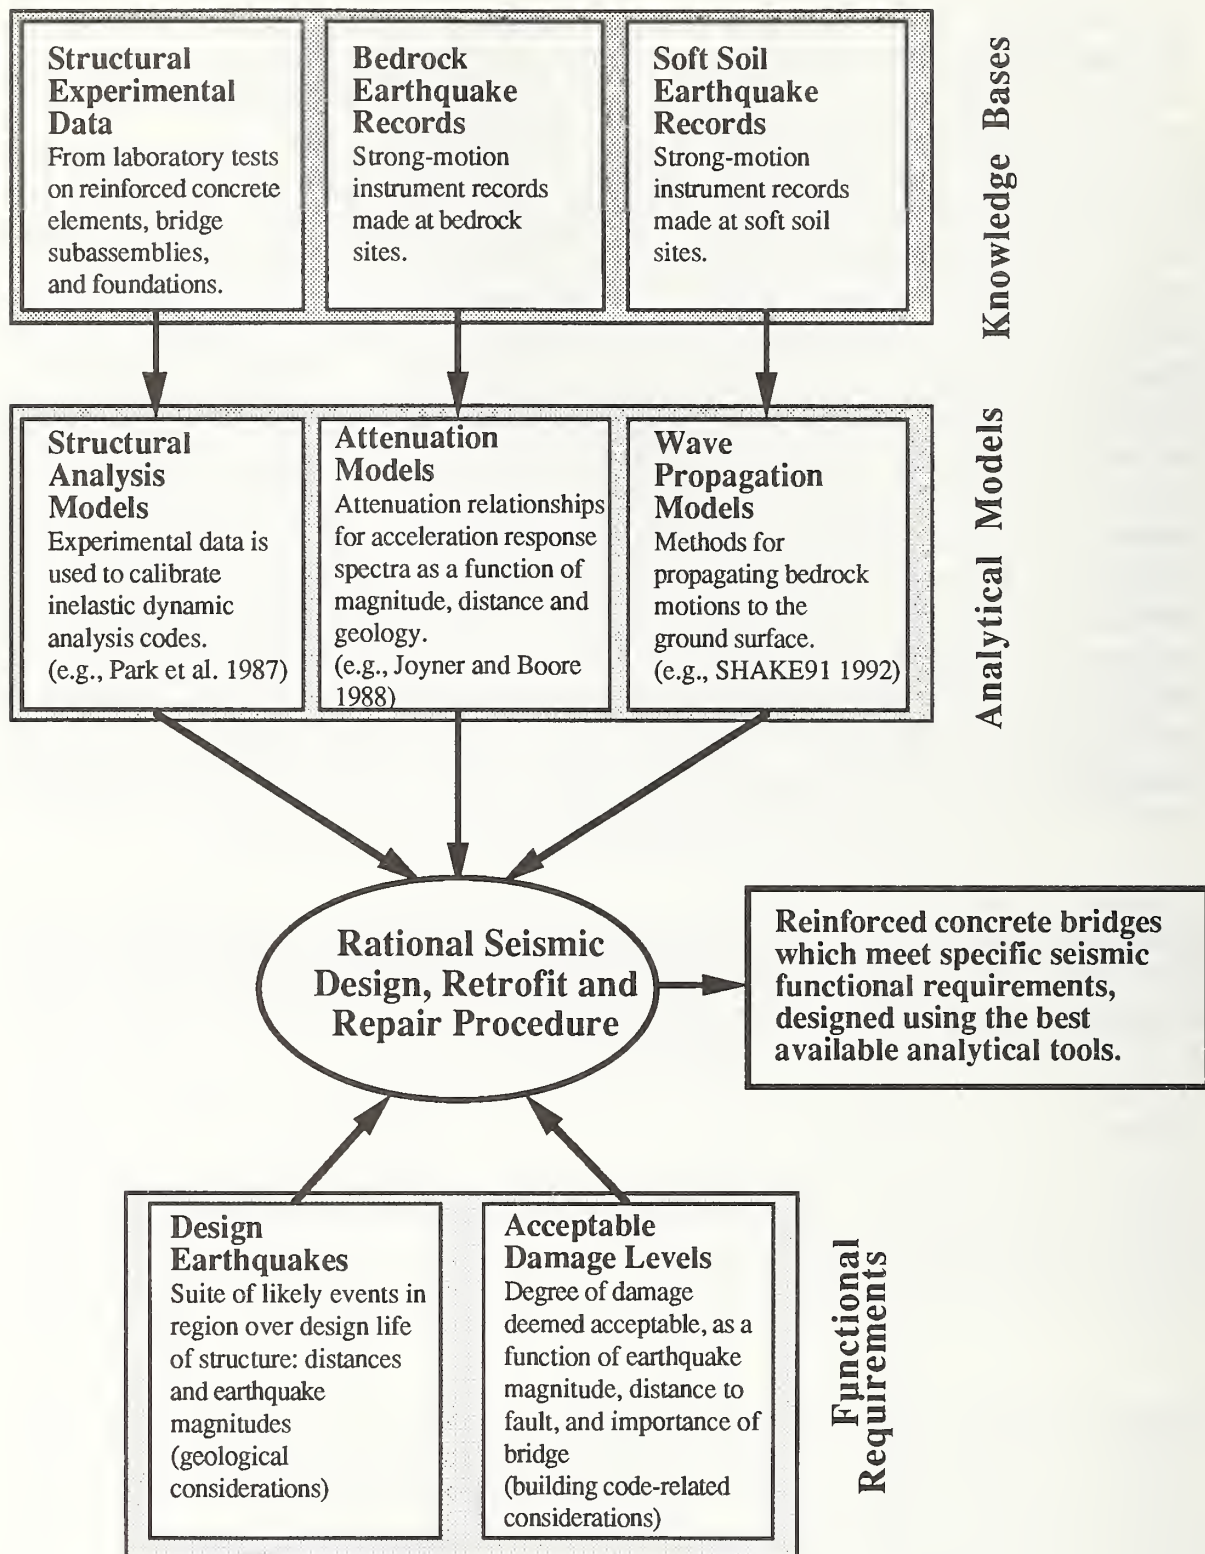 Structural
Experimental
Data
From laboratory tests
on reinforced concrete
elements, bridge
subassemblies,
and foundations.
Bedrock
Earthquake
Records
Strong-motion
instrument records
made at bedrock
sites.
Soft Soil
Earthquake
Records
Strong-motion
instrument records
made at soft soil
sites.
Knowledge Bases
Structural
Analysis
Models
Experimental data is
used to calibrate
inelastic dynamic
analysis codes.
(e.g., Park et al. 1987)
Attenuation
Models
Attenuation relationships
for acceleration response
spectra as a function of
magnitude, distance and
geology.
(e.g., Joyner and Boore
1988)
Wave
Propagation
Models
Methods for
propagating bedrock
motions to the
ground surface.
(e.g., SHAKE91 1992)
Analytical Models
Rational Seismic
Design, Retrofit and
Repair Procedure
Reinforced concrete bridges
which meet specific seismic
functional requirements,
designed using the best
available analytical tools.
Design
Earthquakes
Suite of likely events in
region over design life
of structure: distances
and earthquake
magnitudes
(geological
considerations)
Acceptable
Damage Levels
Degree of damage
deemed acceptable, as a
function of earthquake
magnitude, distance to
fault, and importance of
bridge
(building code-related
considerations)
Functional
Requirements